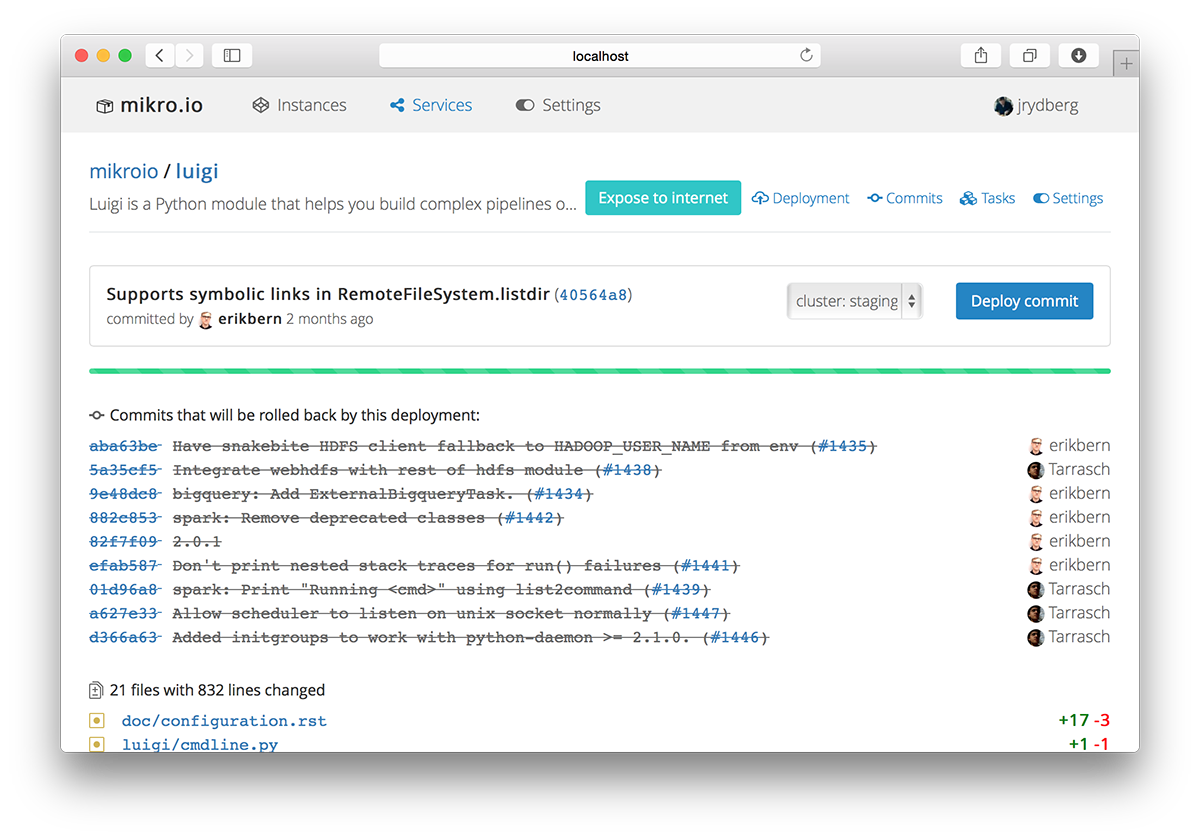 localhost
mikro.io Instances Services Settings jrydberg
mikroio / luigi
Luigi is a Python module that helps you build complex pipelines o... Expose to internet Deployment Commits Tasks Settings
Supports symbolic links in RemoteFileSystem.listdir (40564a8)
cluster: staging Deploy commit
committed by erikbern 2 months ago
Commits that will be rolled back by this deployment:
aba63be Have snakebite HDFS client fallback to HADOOP_USER_NAME from env (#1435) erikbern
5a35cf5 Integrate webhdfs with rest of hdfs module (#1438) Tarrasch
9e48dc8 bigquery: Add ExternalBigqueryTask. (#1434) erikbern
882c853 spark: Remove deprecated classes (#1442) erikbern
82f7f09 2.0.1 erikbern
efab587 Don't print nested stack traces for run() failures (#1441) erikbern
01d96a8 spark: Print "Running <cmd>" using list2command (#1439) Tarrasch
a627e33 Allow scheduler to listen on unix socket normally (#1447) Tarrasch
d366a63 Added initgroups to work with python-daemon >= 2.1.0. (#1446) Tarrasch
21 files with 832 lines changed
doc/configuration.rst +17 -3
luigi/cmdline.py +1 -1